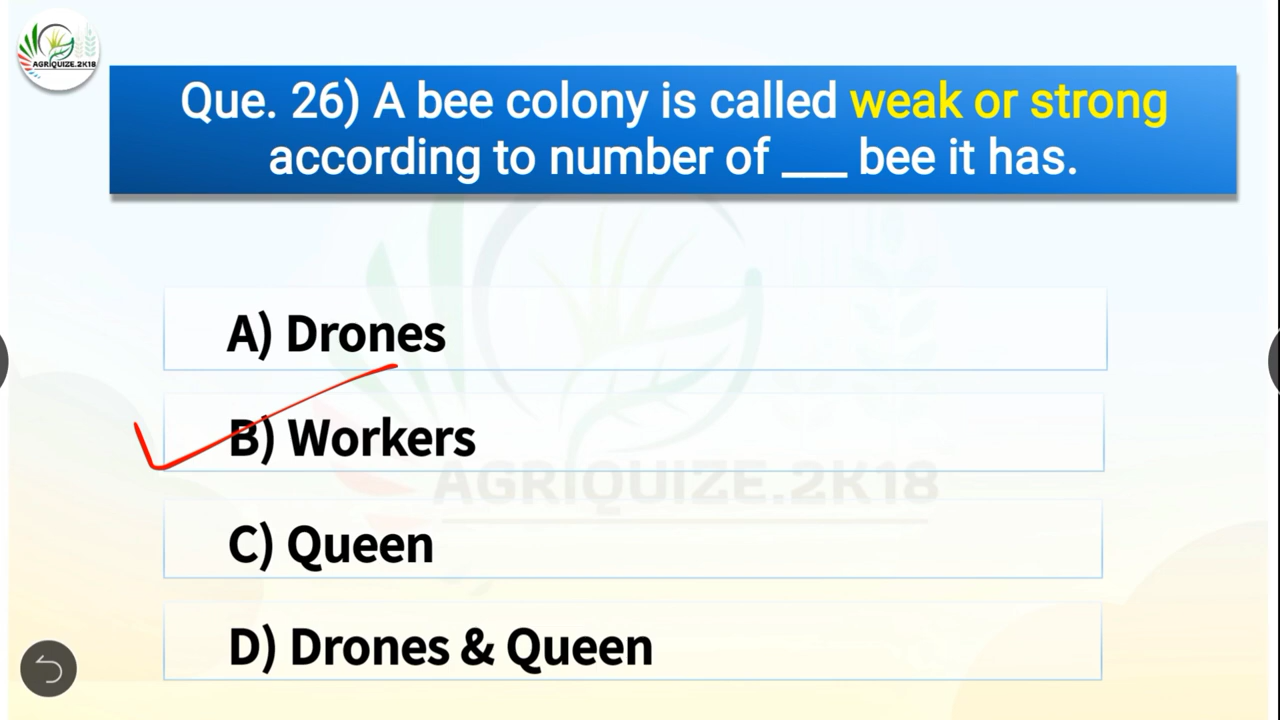 AGRIQUIZE.2K18
Que. 26) A bee colony is called weak or strong
according to number of ___ bee it has.
A) Drones
B) Workers
AGRIQUIZE.2K18
C) Queen
D) Drones & Queen